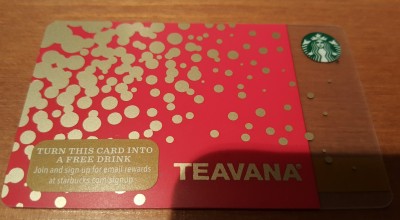 TURN THIS CARD INTO
A FREE DRINK
Join and sign up for email rewards
at starbucks.com/signup
TEAVANA®